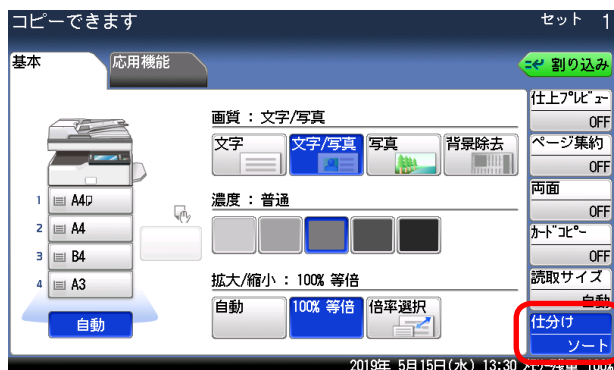 コピーできます
セット 1
基本
応用機能
割り込み
画質 : 文字/写真
文字
文字/写真
写真
背景除去
濃度 : 普通
拡大/縮小 : 100% 等倍
自動
100% 等倍
倍率選択
1 A4
2 A4
3 B4
4 A3
自動
仕上プレビュー
OFF
ページ集約
OFF
両面
OFF
カードコピー
OFF
読取サイズ
自動
仕分け
ソート
2019年 5月15日(水) 13:30
100%